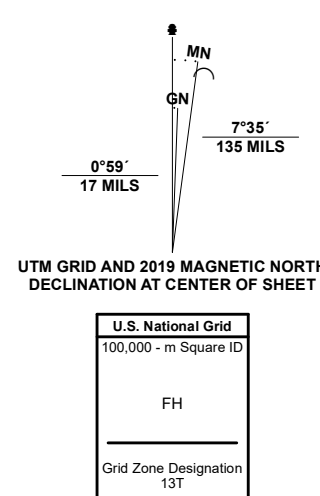 MN
GN
7°35´
135 MILS
0°59´
17 MILS
UTM GRID AND 2019 MAGNETIC NORTH
DECLINATION AT CENTER OF SHEET
U.S. National Grid
100,000 - m Square ID
FH
Grid Zone Designation
13T